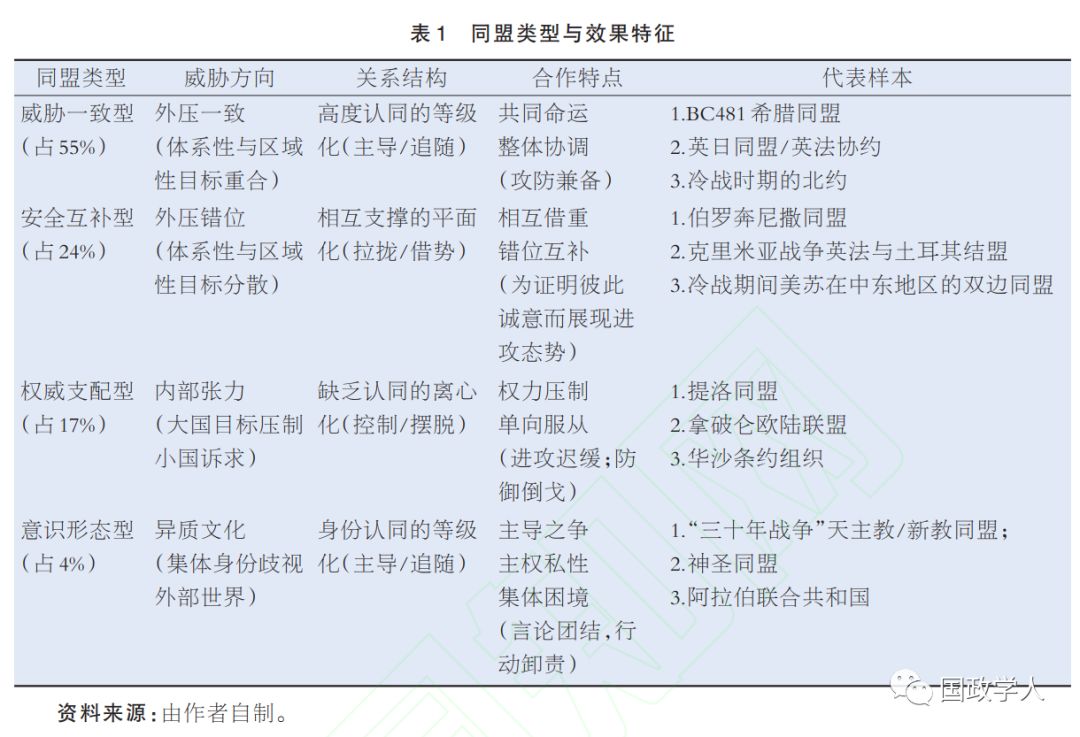 表1 同盟类型与效果特征
同盟类型 威胁方向 关系结构 合作特点 代表样本
威胁一致型 外压一致 高度认同的等级 共同命运 1.BC481希腊同盟
(占55%) (体系性与区域 化(主导/追随) 整体协调 2.英日同盟/英法协约
性目标重合) (攻防兼备) 3.冷战时期的北约
安全互补型 外压错位 相互支撑的平面 相互借重 1.伯罗奔尼撒同盟
(占24%) (体系性与区域 化(拉拢/借势) 错位互补 2.克里米亚战争英法与土耳其结盟
性目标分散) (为证明彼此 3.冷战期间美苏在中东地区的双边同盟
诚意而展现进
攻态势)
权威支配型 内部张力 缺乏认同的离心 权力压制 1.提洛同盟
(占17%) (大国目标压制 化(控制/摆脱) 单向服从 2.拿破仑欧陆联盟
小国诉求) (进攻迟缓;防 3.华沙条约组织
御倒戈)
意识形态型 异质文化 身份认同的等级 主导之争 1.“三十年战争”天主教/新教同盟;
(占4%) (集体身份歧视 化(主导/追随) 主权私性 2.神圣同盟
外部世界) 集体困境 3.阿拉伯联合共和国
(言论团结,行
动卸责)
资料来源:由作者自制。
国政学人